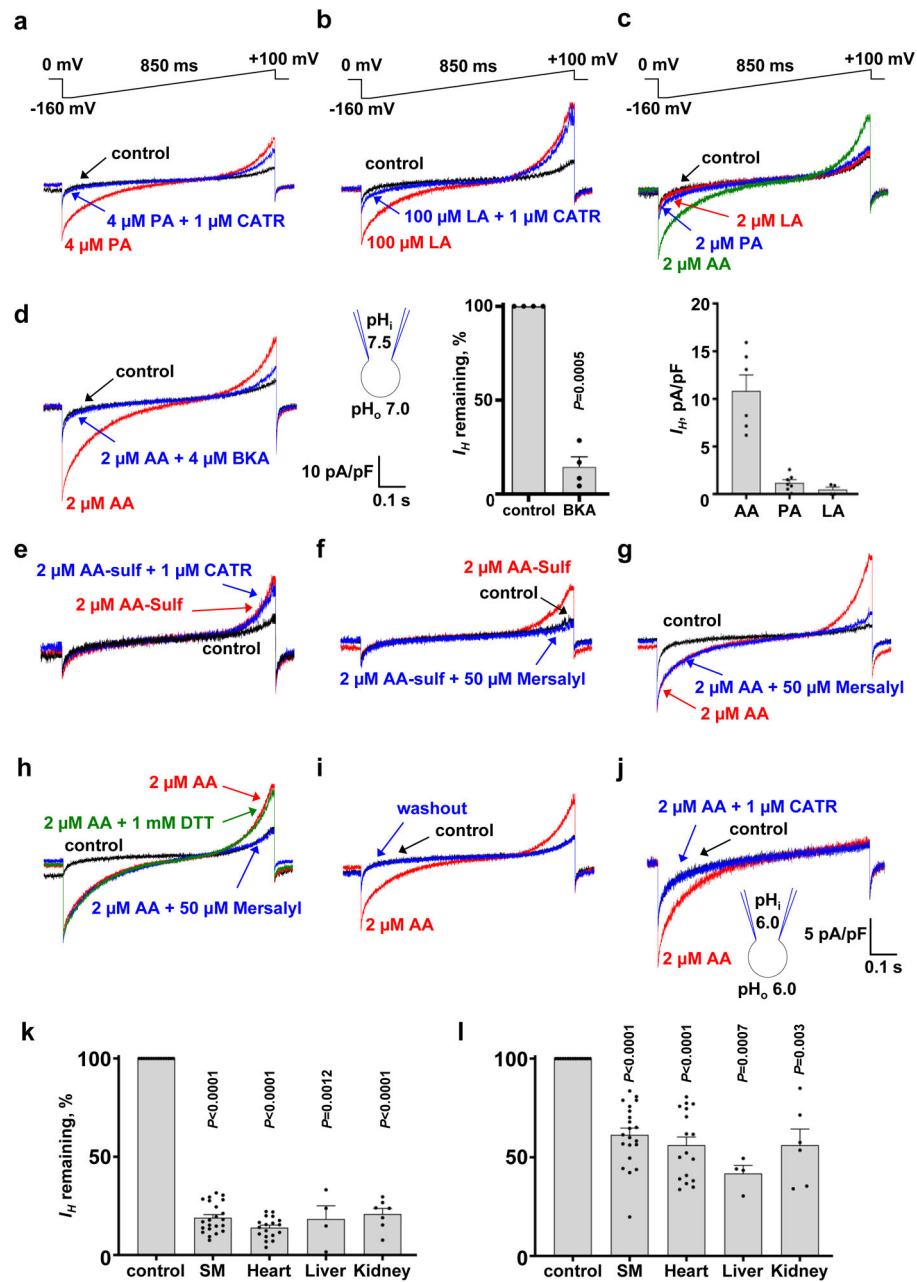 a
0 mV
850 ms
+100 mV
-160 mV
control
4 µM PA + 1 µM CATR
4 µM PA
b
0 mV
850 ms
+100 mV
-160 mV
control
100 µM LA + 1 µM CATR
100 µM LA
c
0 mV
850 ms
+100 mV
-160 mV
control
2 µM LA
2 µM PA
2 µM AA
d
control
2 µM AA + 4 µM BKA
2 µM AA
pHi
7.5
pHo 7.0
10 pA/pF
0.1 s
IH remaining, %
100
50
0
P=0.0005
control BKA
IH, pA/pF
20
15
10
5
0
AA PA LA
e
2 µM AA-sulf + 1 µM CATR
2 µM AA-Sulf
control
f
2 µM AA-Sulf
control
2 µM AA-sulf + 50 µM Mersalyl
g
control
2 µM AA + 50 µM Mersalyl
2 µM AA
h
2 µM AA
2 µM AA + 1 mM DTT
control
2 µM AA + 50 µM Mersalyl
i
washout
control
2 µM AA
j
2 µM AA + 1 µM CATR
control
pHi
6.0
2 µM AA
pHo 6.0
5 pA/pF
0.1 s
k
IH remaining, %
100
50
0
P<0.0001
P<0.0001
P=0.0012
P<0.0001
control SM Heart Liver Kidney
l
100
50
0
P<0.0001
P<0.0001
P=0.0007
P=0.003
control SM Heart Liver Kidney